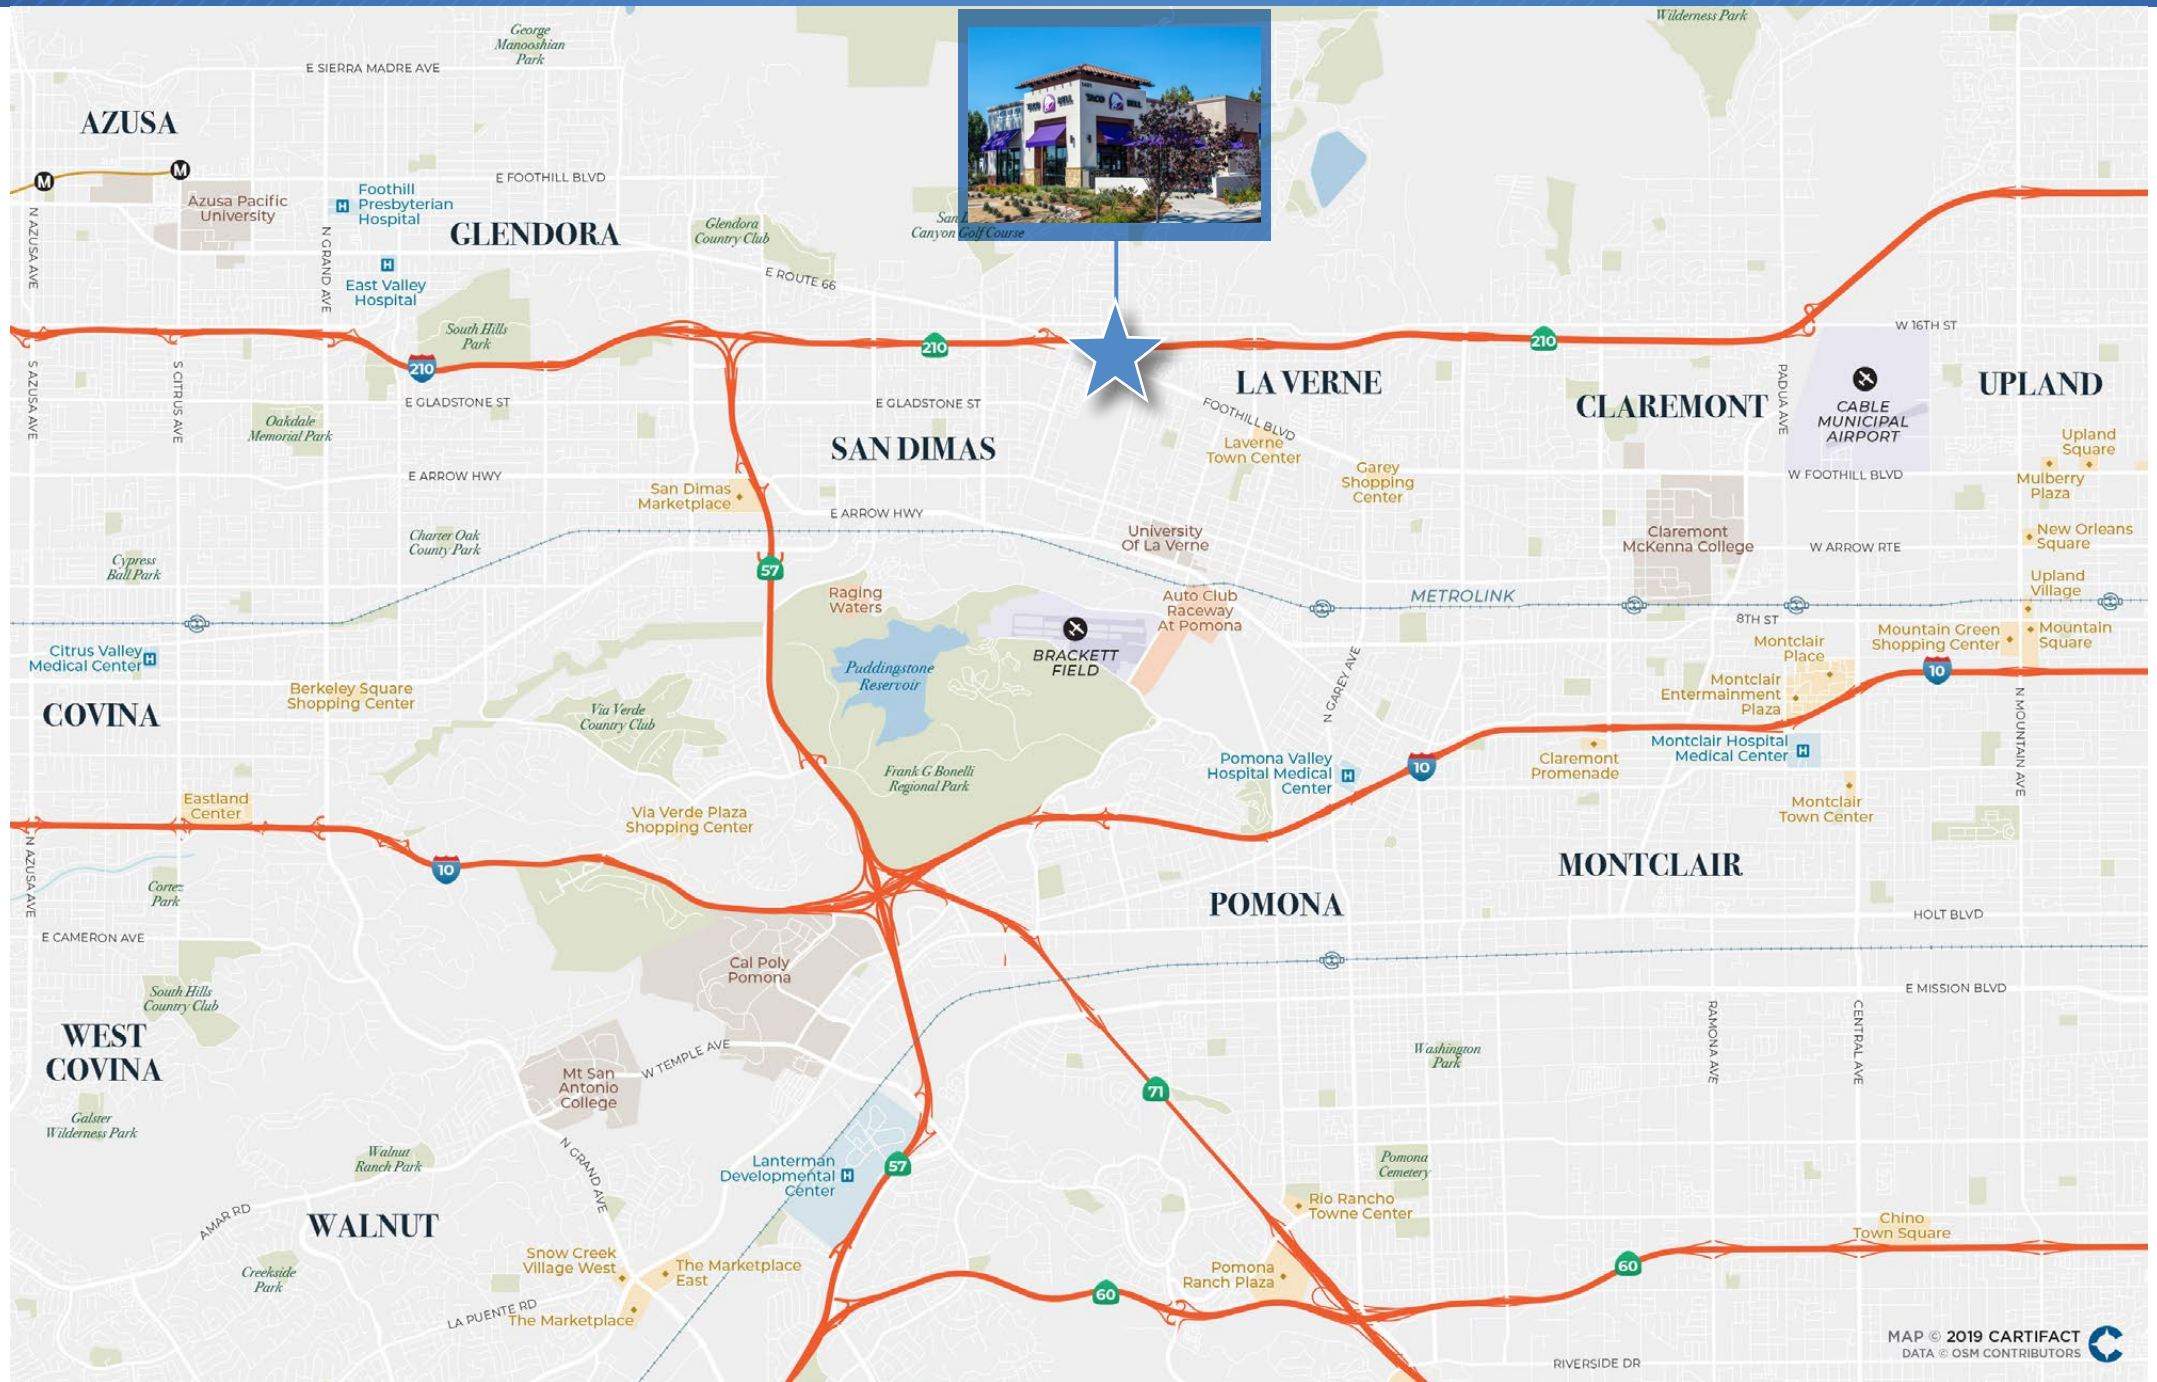 Wilderness Park
George
Manooshian
Park
E SIERRA MADRE AVE
AZUSA
TACO BELL
TACO BELL
M
M
E FOOTHILL BLVD
Azusa Pacific
University
H
Foothill
Presbyterian
Hospital
GLENDORA
Glendora
Country Club
San
Canyon Golf Course
N AZUSA AVE
N GRAND AVE
H
East Valley
Hospital
E ROUTE 66
South Hills
Park
210
210
210
W 16TH ST
S AZUSA AVE
S CITRUS AVE
E GLADSTONE ST
E GLADSTONE ST
LA VERNE
CLAREMONT
PADUA AVE
CABLE
MUNICIPAL
AIRPORT
UPLAND
Oakdale
Memorial Park
SAN DIMAS
FOOTHILL BLVD
Laverne
Town Center
Garey
Shopping
Center
Upland
Square
Mulberry
Plaza
W FOOTHILL BLVD
E ARROW HWY
San Dimas
Marketplace
E ARROW HWY
University
Of La Verne
Claremont
McKenna College
W ARROW RTE
New Orleans
Square
Charter Oak
County Park
Cypress
Ball Park
57
Raging
Waters
Auto Club
Raceway
At Pomona
METROLINK
Upland
Village
8TH ST
Citrus Valley
Medical Center
H
BRACKETT
FIELD
Puddingstone
Reservoir
Montclair
Place
Mountain Green
Shopping Center
Mountain
Square
10
Berkeley Square
Shopping Center
COVINA
Via Verde
Country Club
N GAREY AVE
Montclair
Entermainment
Plaza
N MOUNTAIN AVE
Frank G Bonelli
Regional Park
Pomona Valley
Hospital Medical
Center
H
10
Claremont
Promenade
Montclair Hospital
Medical Center
H
Eastland
Center
Via Verde Plaza
Shopping Center
Montclair
Town Center
N AZUSA AVE
10
MONTCLAIR
Cortez
Park
POMONA
HOLT BLVD
E CAMERON AVE
Cal Poly
Pomona
South Hills
Country Club
E MISSION BLVD
WEST
COVINA
W TEMPLE AVE
Mt San
Antonio
College
Washington
Park
RAMONA AVE
CENTRAL AVE
71
Galster
Wilderness Park
Walnut
Ranch Park
N GRAND AVE
Lanterman
Developmental
Center
H
57
Pomona
Cemetery
AMAR RD
WALNUT
Rio Rancho
Towne Center
Chino
Town Square
Snow Creek
Village West
The Marketplace
East
Creekside
Park
Pomona
Ranch Plaza
60
60
LA PUENTE RD
The Marketplace
MAP © 2019 CARTIFACT
DATA © OSM CONTRIBUTORS
RIVERSIDE DR